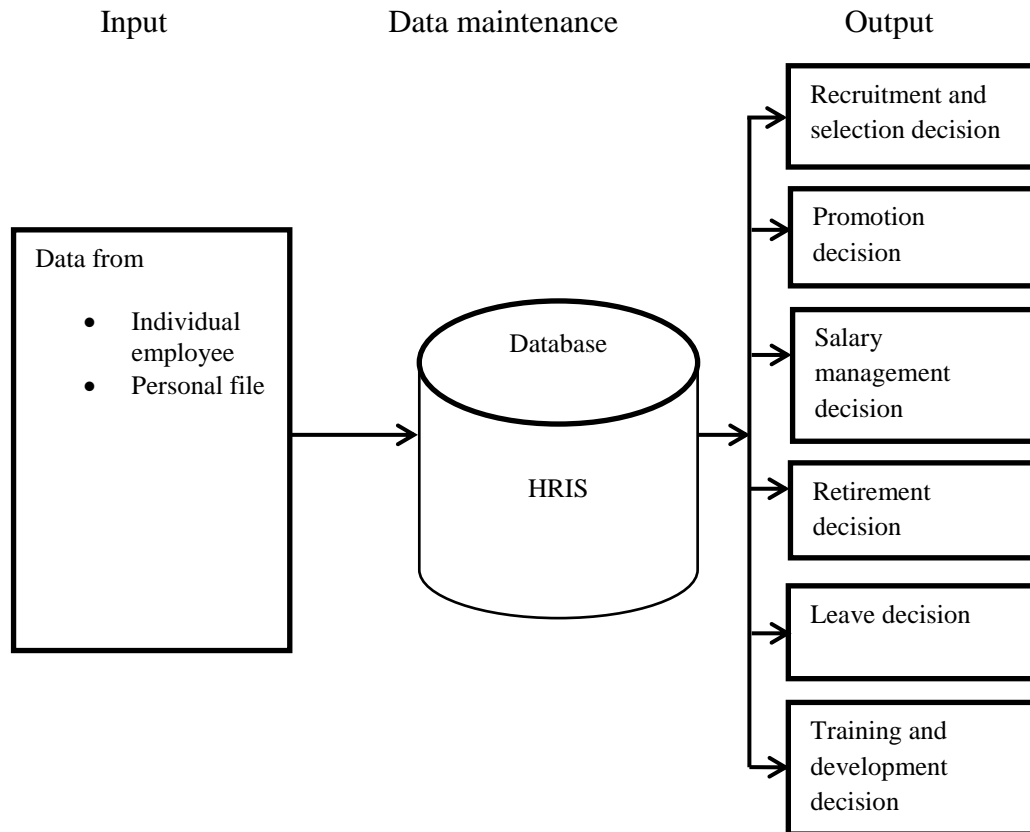 Input
Data maintenance
Output
Data from
• Individual
employee
• Personal file
Database
HRIS
Recruitment and
selection decision
Promotion
decision
Salary
management
decision
Retirement
decision
Leave decision
Training and
development
decision